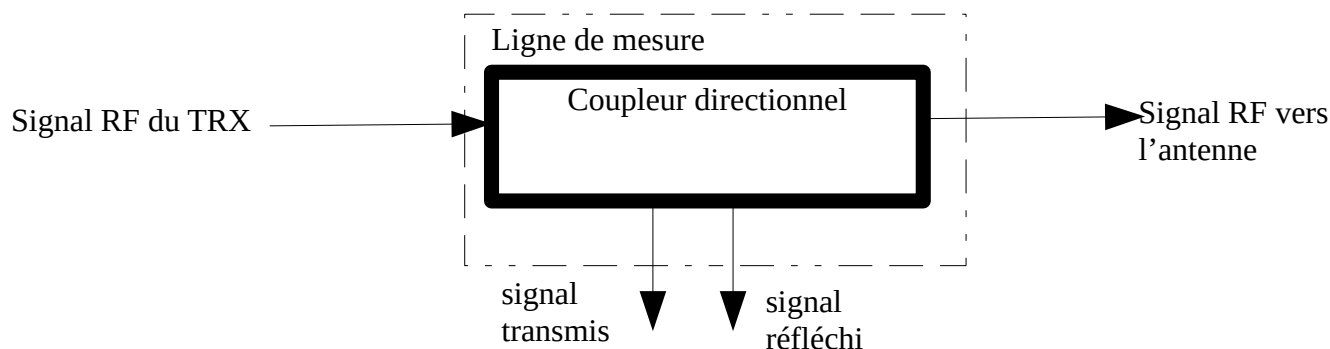 Ligne de mesure
Coupleur directionnel
Signal RF du TRX
Signal RF vers
l’antenne
signal
transmis
signal
réfléchi